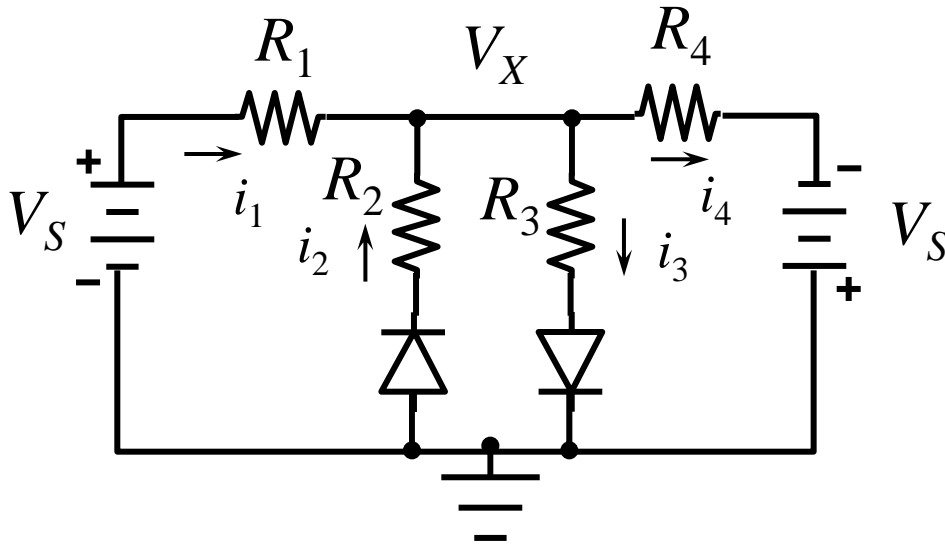 R1
VX
R4
+
-
i1
R2
R3
i4
VS
i2
i3
VS
-
+